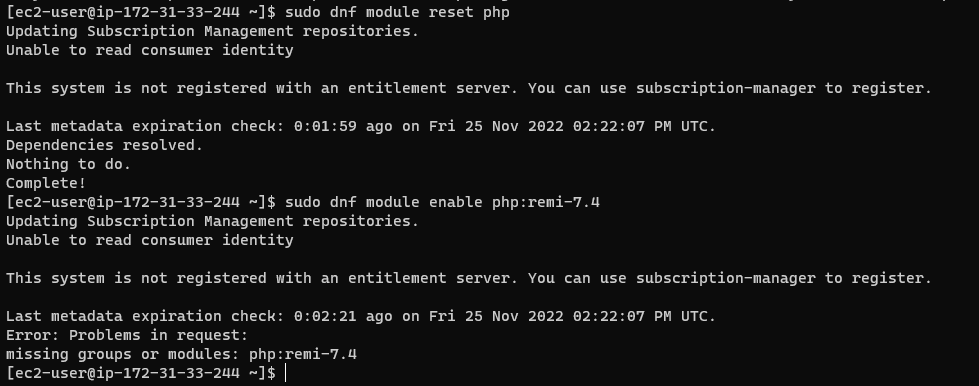 [ec2-user@ip-172-31-33-244 ~]$ sudo dnf module reset php
Updating Subscription Management repositories.
Unable to read consumer identity
This system is not registered with an entitlement server. You can use subscription-manager to register.
Last metadata expiration check: 0:01:59 ago on Fri 25 Nov 2022 02:22:07 PM UTC.
Dependencies resolved.
Nothing to do.
Complete!
[ec2-user@ip-172-31-33-244 ~]$ sudo dnf module enable php:remi-7.4
Updating Subscription Management repositories.
Unable to read consumer identity
This system is not registered with an entitlement server. You can use subscription-manager to register.
Last metadata expiration check: 0:02:21 ago on Fri 25 Nov 2022 02:22:07 PM UTC.
Error: Problems in request:
missing groups or modules: php:remi-7.4
[ec2-user@ip-172-31-33-244 ~]$